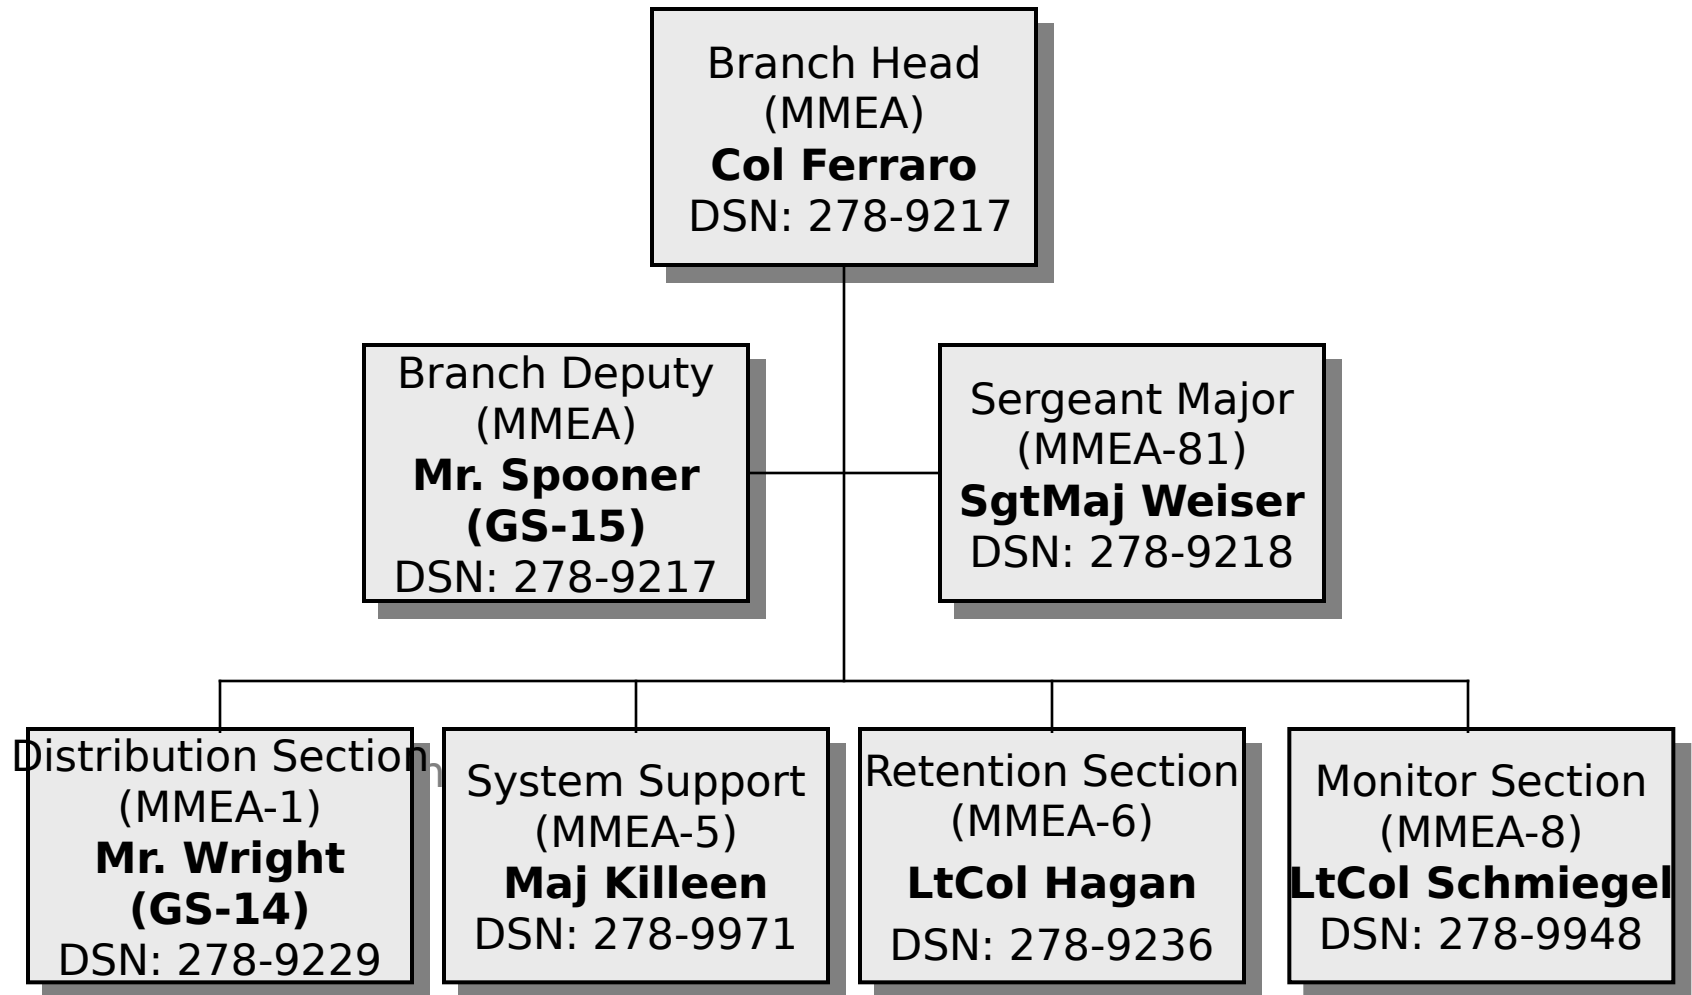 Branch Head
(MMEA)
Col Ferraro
DSN: 278-9217
Branch Deputy
(MMEA)
Mr. Spooner
(GS-15)
DSN: 278-9217
Sergeant Major
(MMEA-81)
SgtMaj Weiser
DSN: 278-9218
Distribution Section
(MMEA-1)
Mr. Wright
(GS-14)
DSN: 278-9229
System Support
(MMEA-5)
Maj Killeen
DSN: 278-9971
Retention Section
(MMEA-6)
LtCol Hagan
DSN: 278-9236
Monitor Section
(MMEA-8)
LtCol Schmiegel
DSN: 278-9948